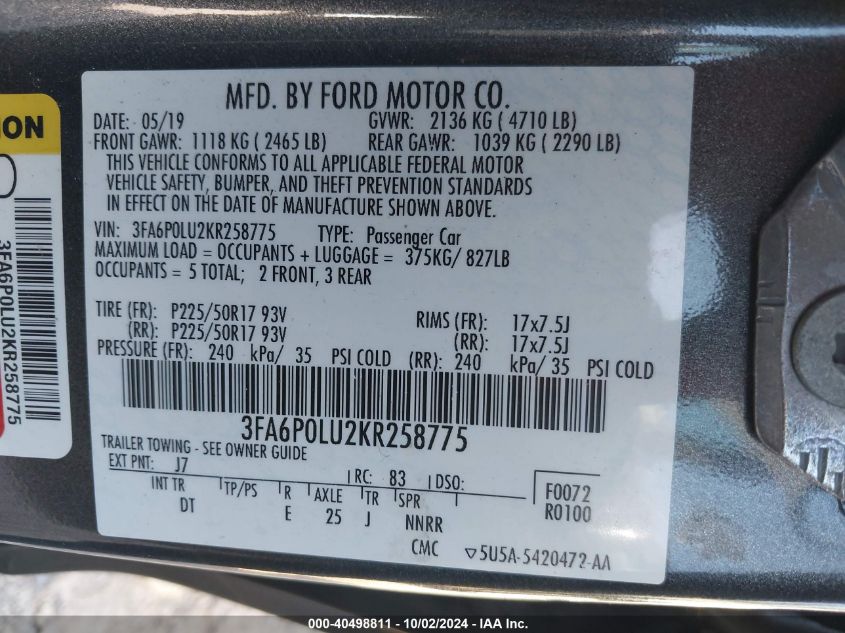 MFD. BY FORD MOTOR CO.
DATE: 05/19 GVWR: 2136 KG ( 4710 LB)
FRONT GAWR: 1118 KG ( 2465 LB) REAR GAWR: 1039 KG ( 2290 LB)
THIS VEHICLE CONFORMS TO ALL APPLICABLE FEDERAL MOTOR
VEHICLE SAFETY, BUMPER, AND THEFT PREVENTION STANDARDS
IN EFFECT ON THE DATE OF MANUFACTURE SHOWN ABOVE.
VIN: 3FA6P0LU2KR258775 TYPE: Passenger Car
MAXIMUM LOAD = OCCUPANTS + LUGGAGE = 375KG/ 827LB
OCCUPANTS = 5 TOTAL; 2 FRONT, 3 REAR
TIRE (FR): P225/50R17 93V RIMS (FR): 17x7.5J
(RR): P225/50R17 93V (RR): 17x7.5J
PRESSURE (FR): 240 kPa/ 35 PSI COLD (RR): 240 kPa/ 35 PSI COLD
3FA6P0LU2KR258775
TRAILER TOWING - SEE OWNER GUIDE
EXT PNT: J7 RC: 83 DSO:
INT TR TP/PS R AXLE TR SPR
DT E 25 J NNRR
F0072
R0100
CMC ▽5U5A-5420472-AA
ION
3FA6P0LU2KR258775
000-40498811 - 10/02/2024 - IAA Inc.